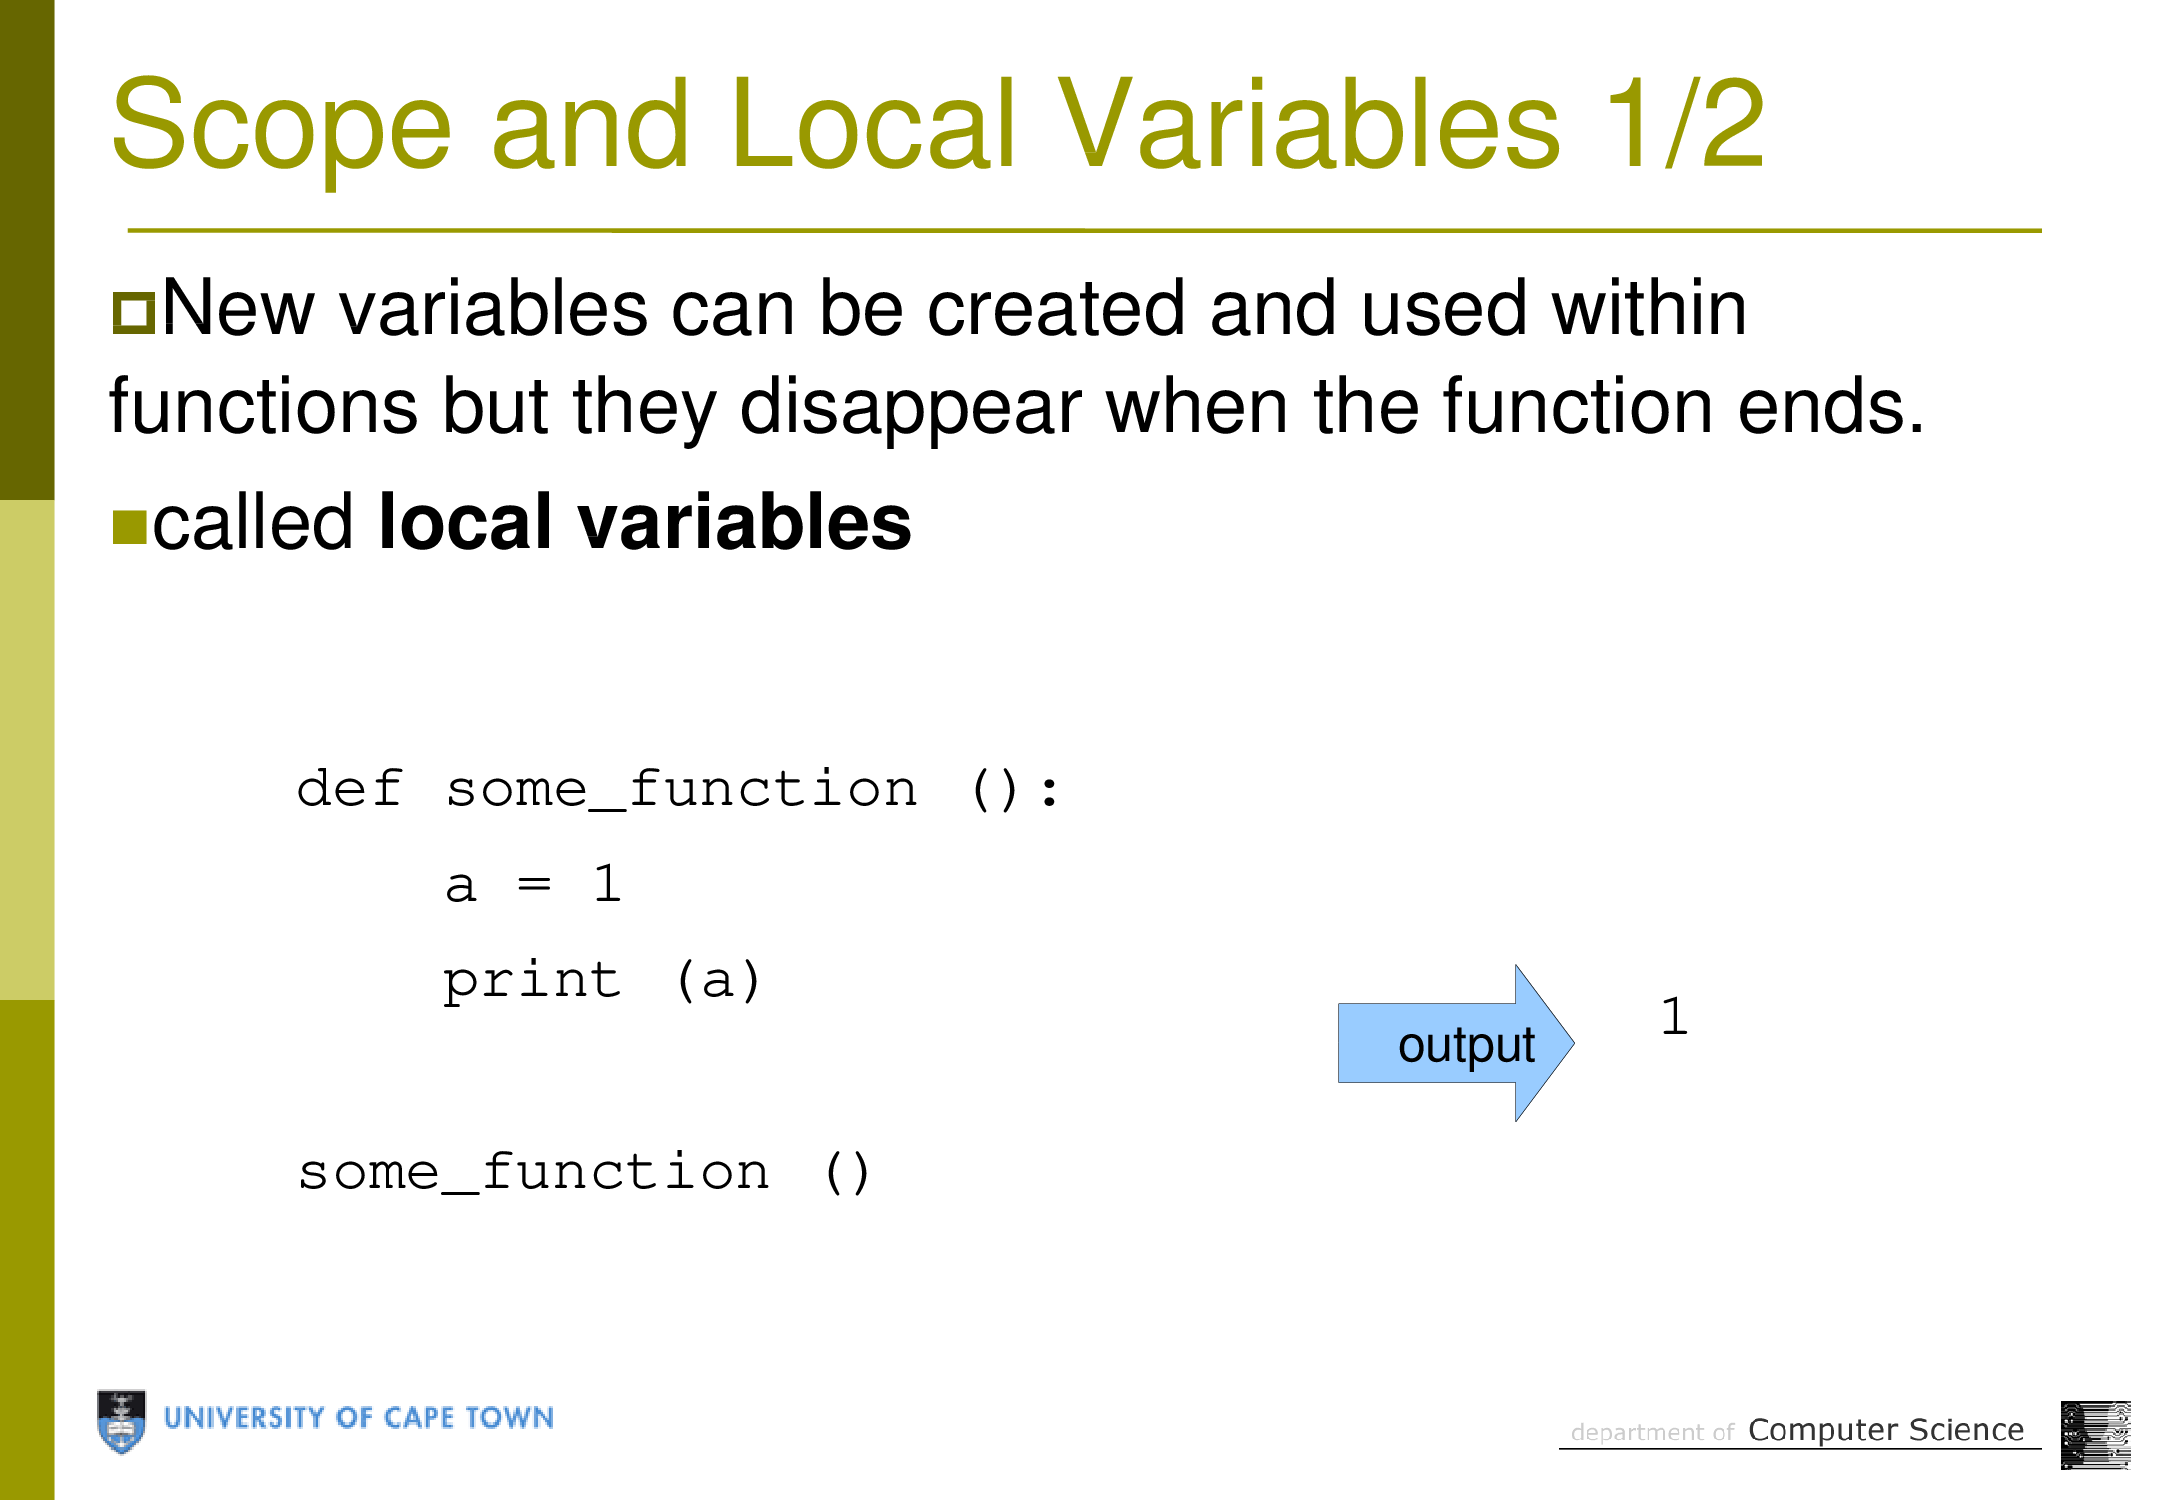 Scope and Local Variables 1/2
New variables can be created and used within
functions but they disappear when the function ends.
called local variables
def some_function ():
    a = 1
    print (a)
output
1
some_function ()
UNIVERSITY OF CAPE TOWN
department of Computer Science